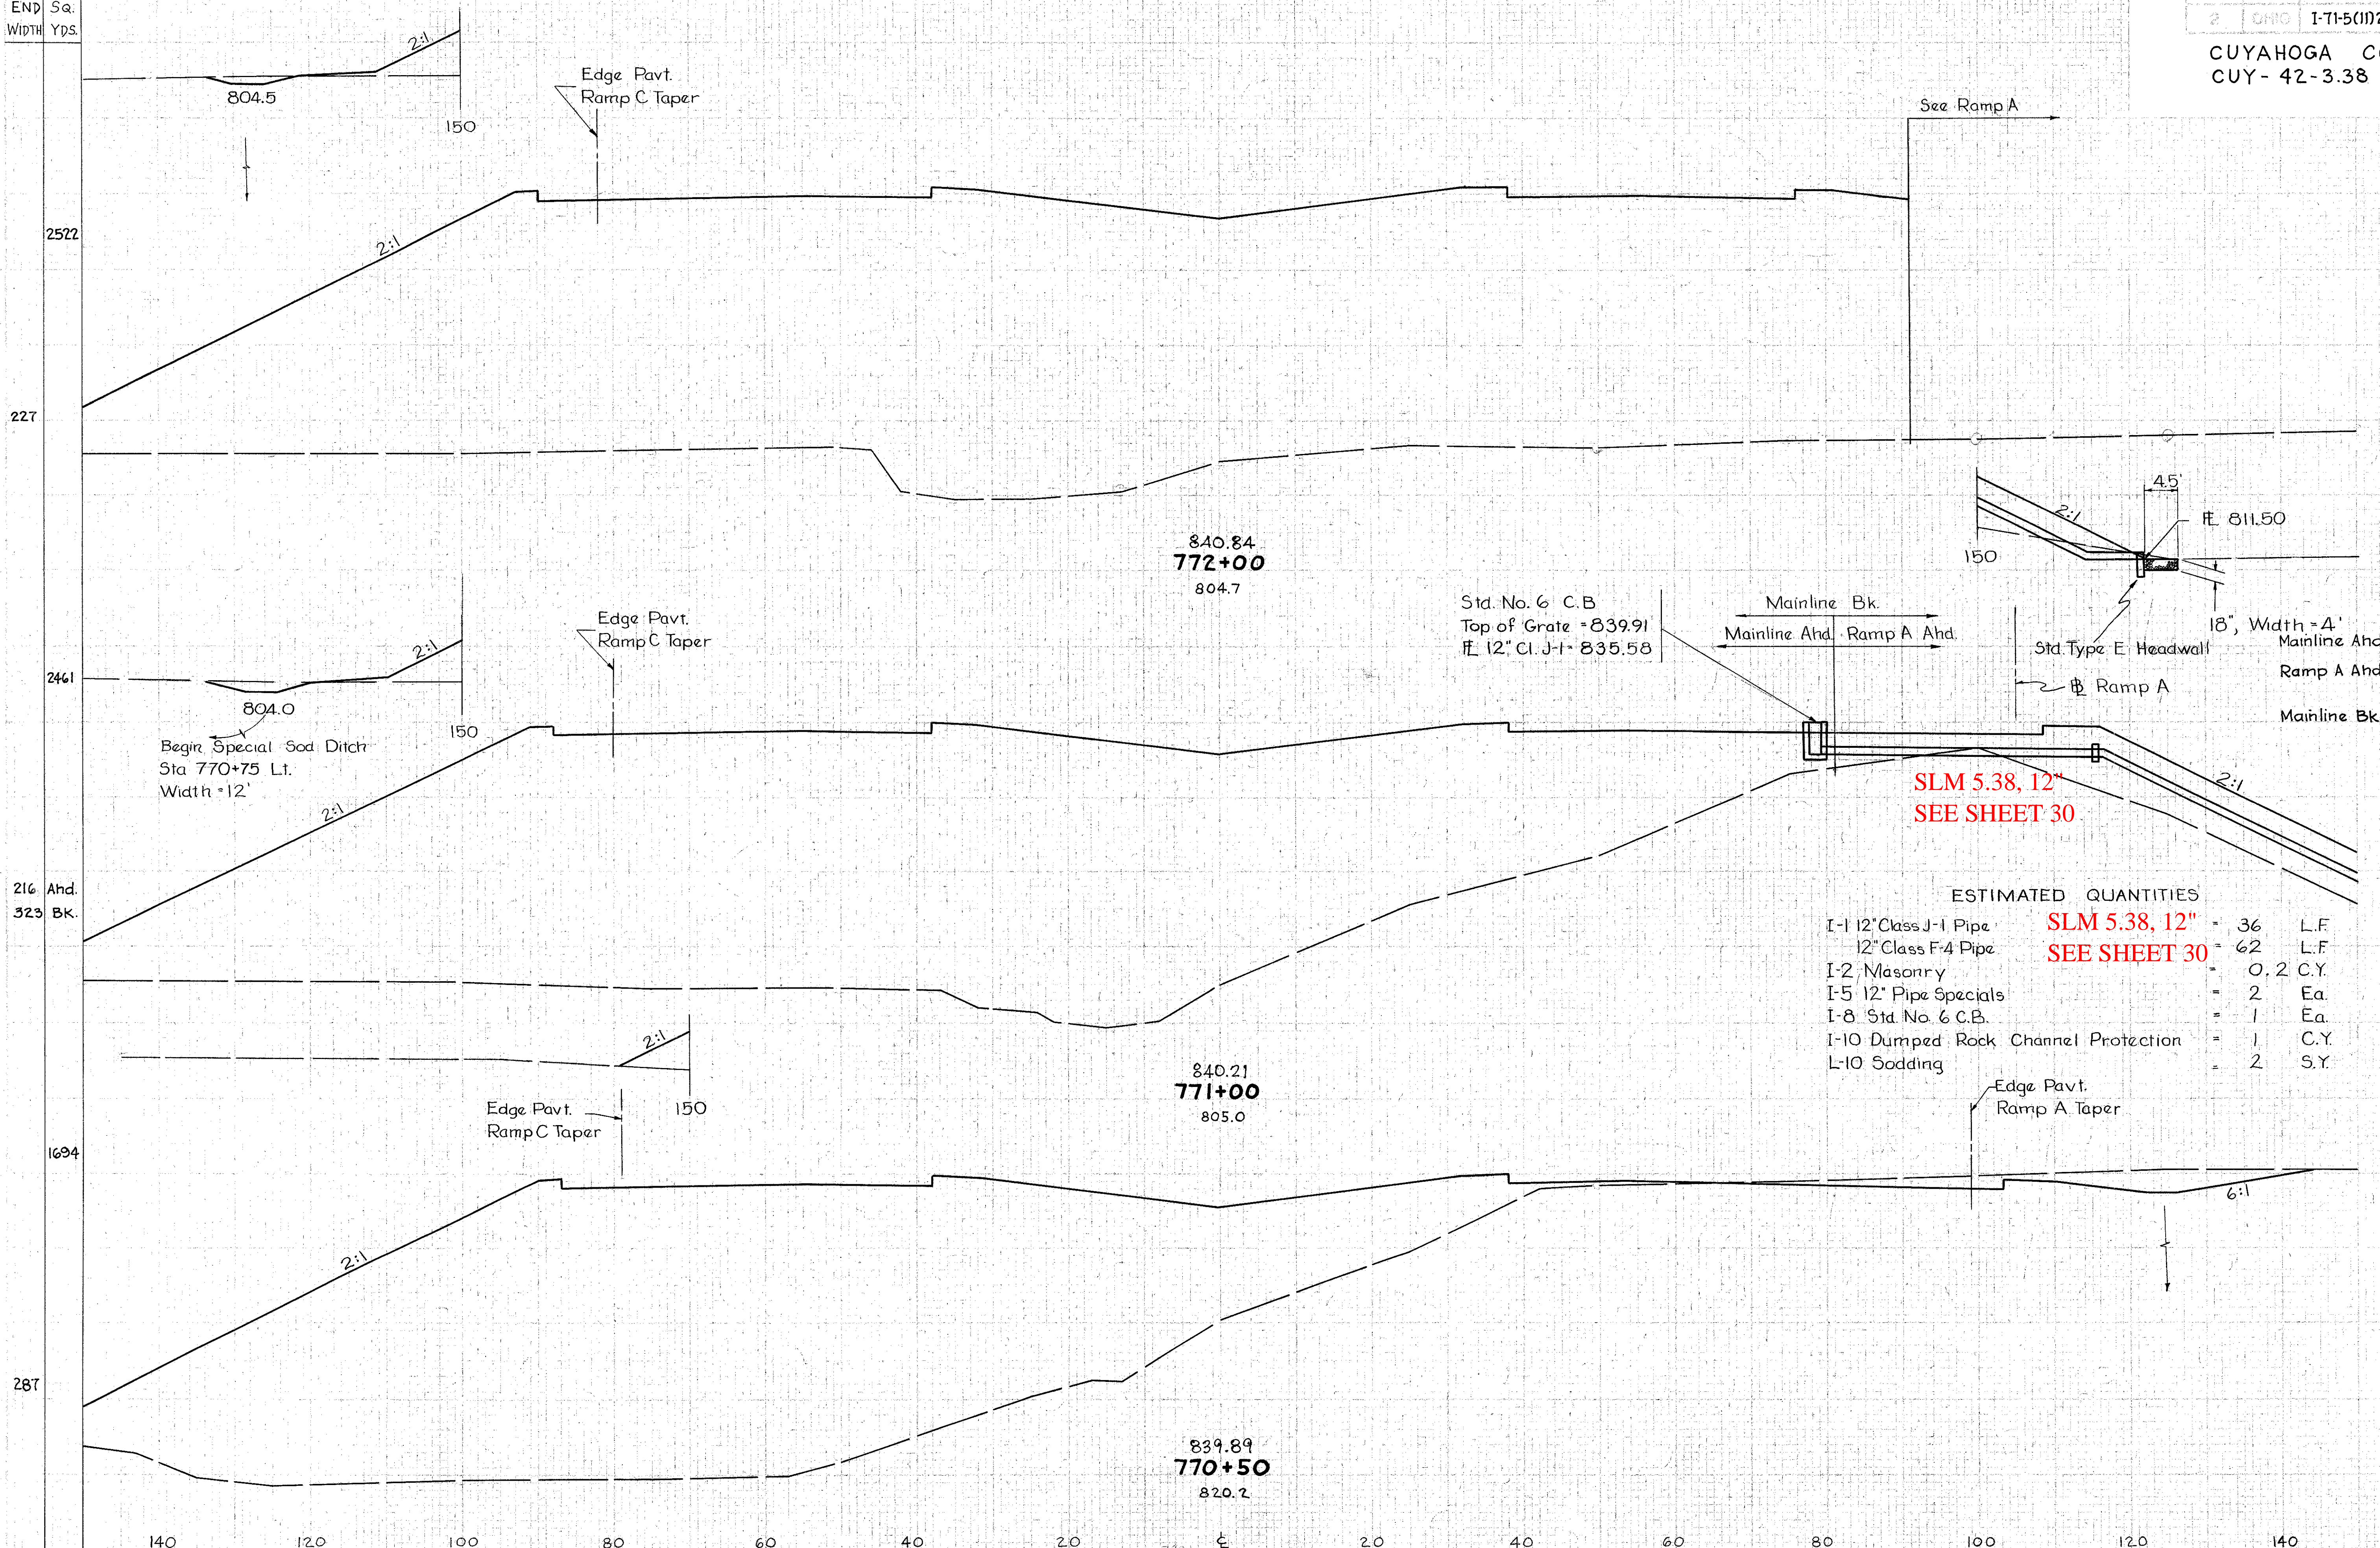 END SQ.
WIDTH YDS.
2 OHIO I-71-5(11)2
CUYAHOGA CO
CUY-42-3.38
2:1
804.5
150
Edge Pavt.
Ramp C Taper
See Ramp A
2522
2:1
227
840.84
772+00
804.7
4.5'
2:1
150
811.50
18", Width = 4'
Std. Type E Headwall
Std. No. 6 C.B
Top of Grate = 839.91
12" Cl. J-1 = 835.58
Mainline Bk.
Mainline Ahd. Ramp A Ahd.
Mainline Ahd
Ramp A Ahd
Mainline Bk
Ramp A
Edge Pavt.
Ramp C Taper
2461
2:1
804.0
150
Begin Special Sod Ditch
Sta 770+75 Lt.
Width = 12'
2:1
2:1
SLM 5.38, 12"
SEE SHEET 30
216 Ahd.
323 BK.
ESTIMATED QUANTITIES
I-1 12" Class J-1 Pipe SLM 5.38, 12" = 36 L.F.
12" Class F-4 Pipe SEE SHEET 30 = 62 L.F.
I-2 Masonry = 0.2 C.Y.
I-5 12" Pipe Specials = 2 Ea.
I-8 Std. No. 6 C.B. = 1 Ea.
I-10 Dumped Rock Channel Protection = 1 C.Y.
L-10 Sodding = 2 S.Y.
840.21
771+00
805.0
2:1
150
Edge Pavt.
Ramp C Taper
Edge Pavt.
Ramp A Taper
1694
2:1
6:1
287
839.89
770+50
820.2
140 120 100 80 60 40 20 ℄ 20 40 60 80 100 120 140